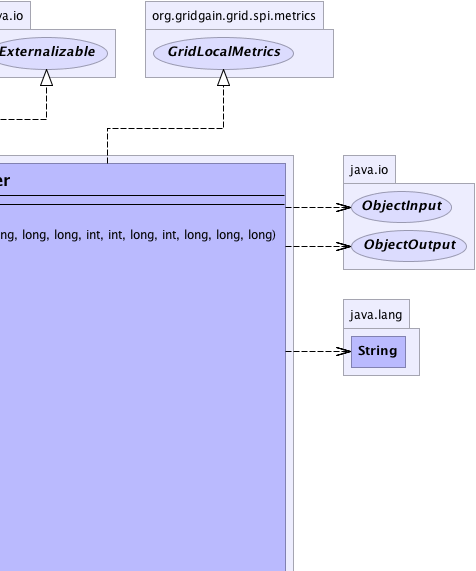 va.io
org.gridgain.grid.spi.metrics
Externalizable
GridLocalMetrics
er
java.io
ObjectInput
ng, long, long, int, int, long, int, long, long, long)
ObjectOutput
java.lang
String